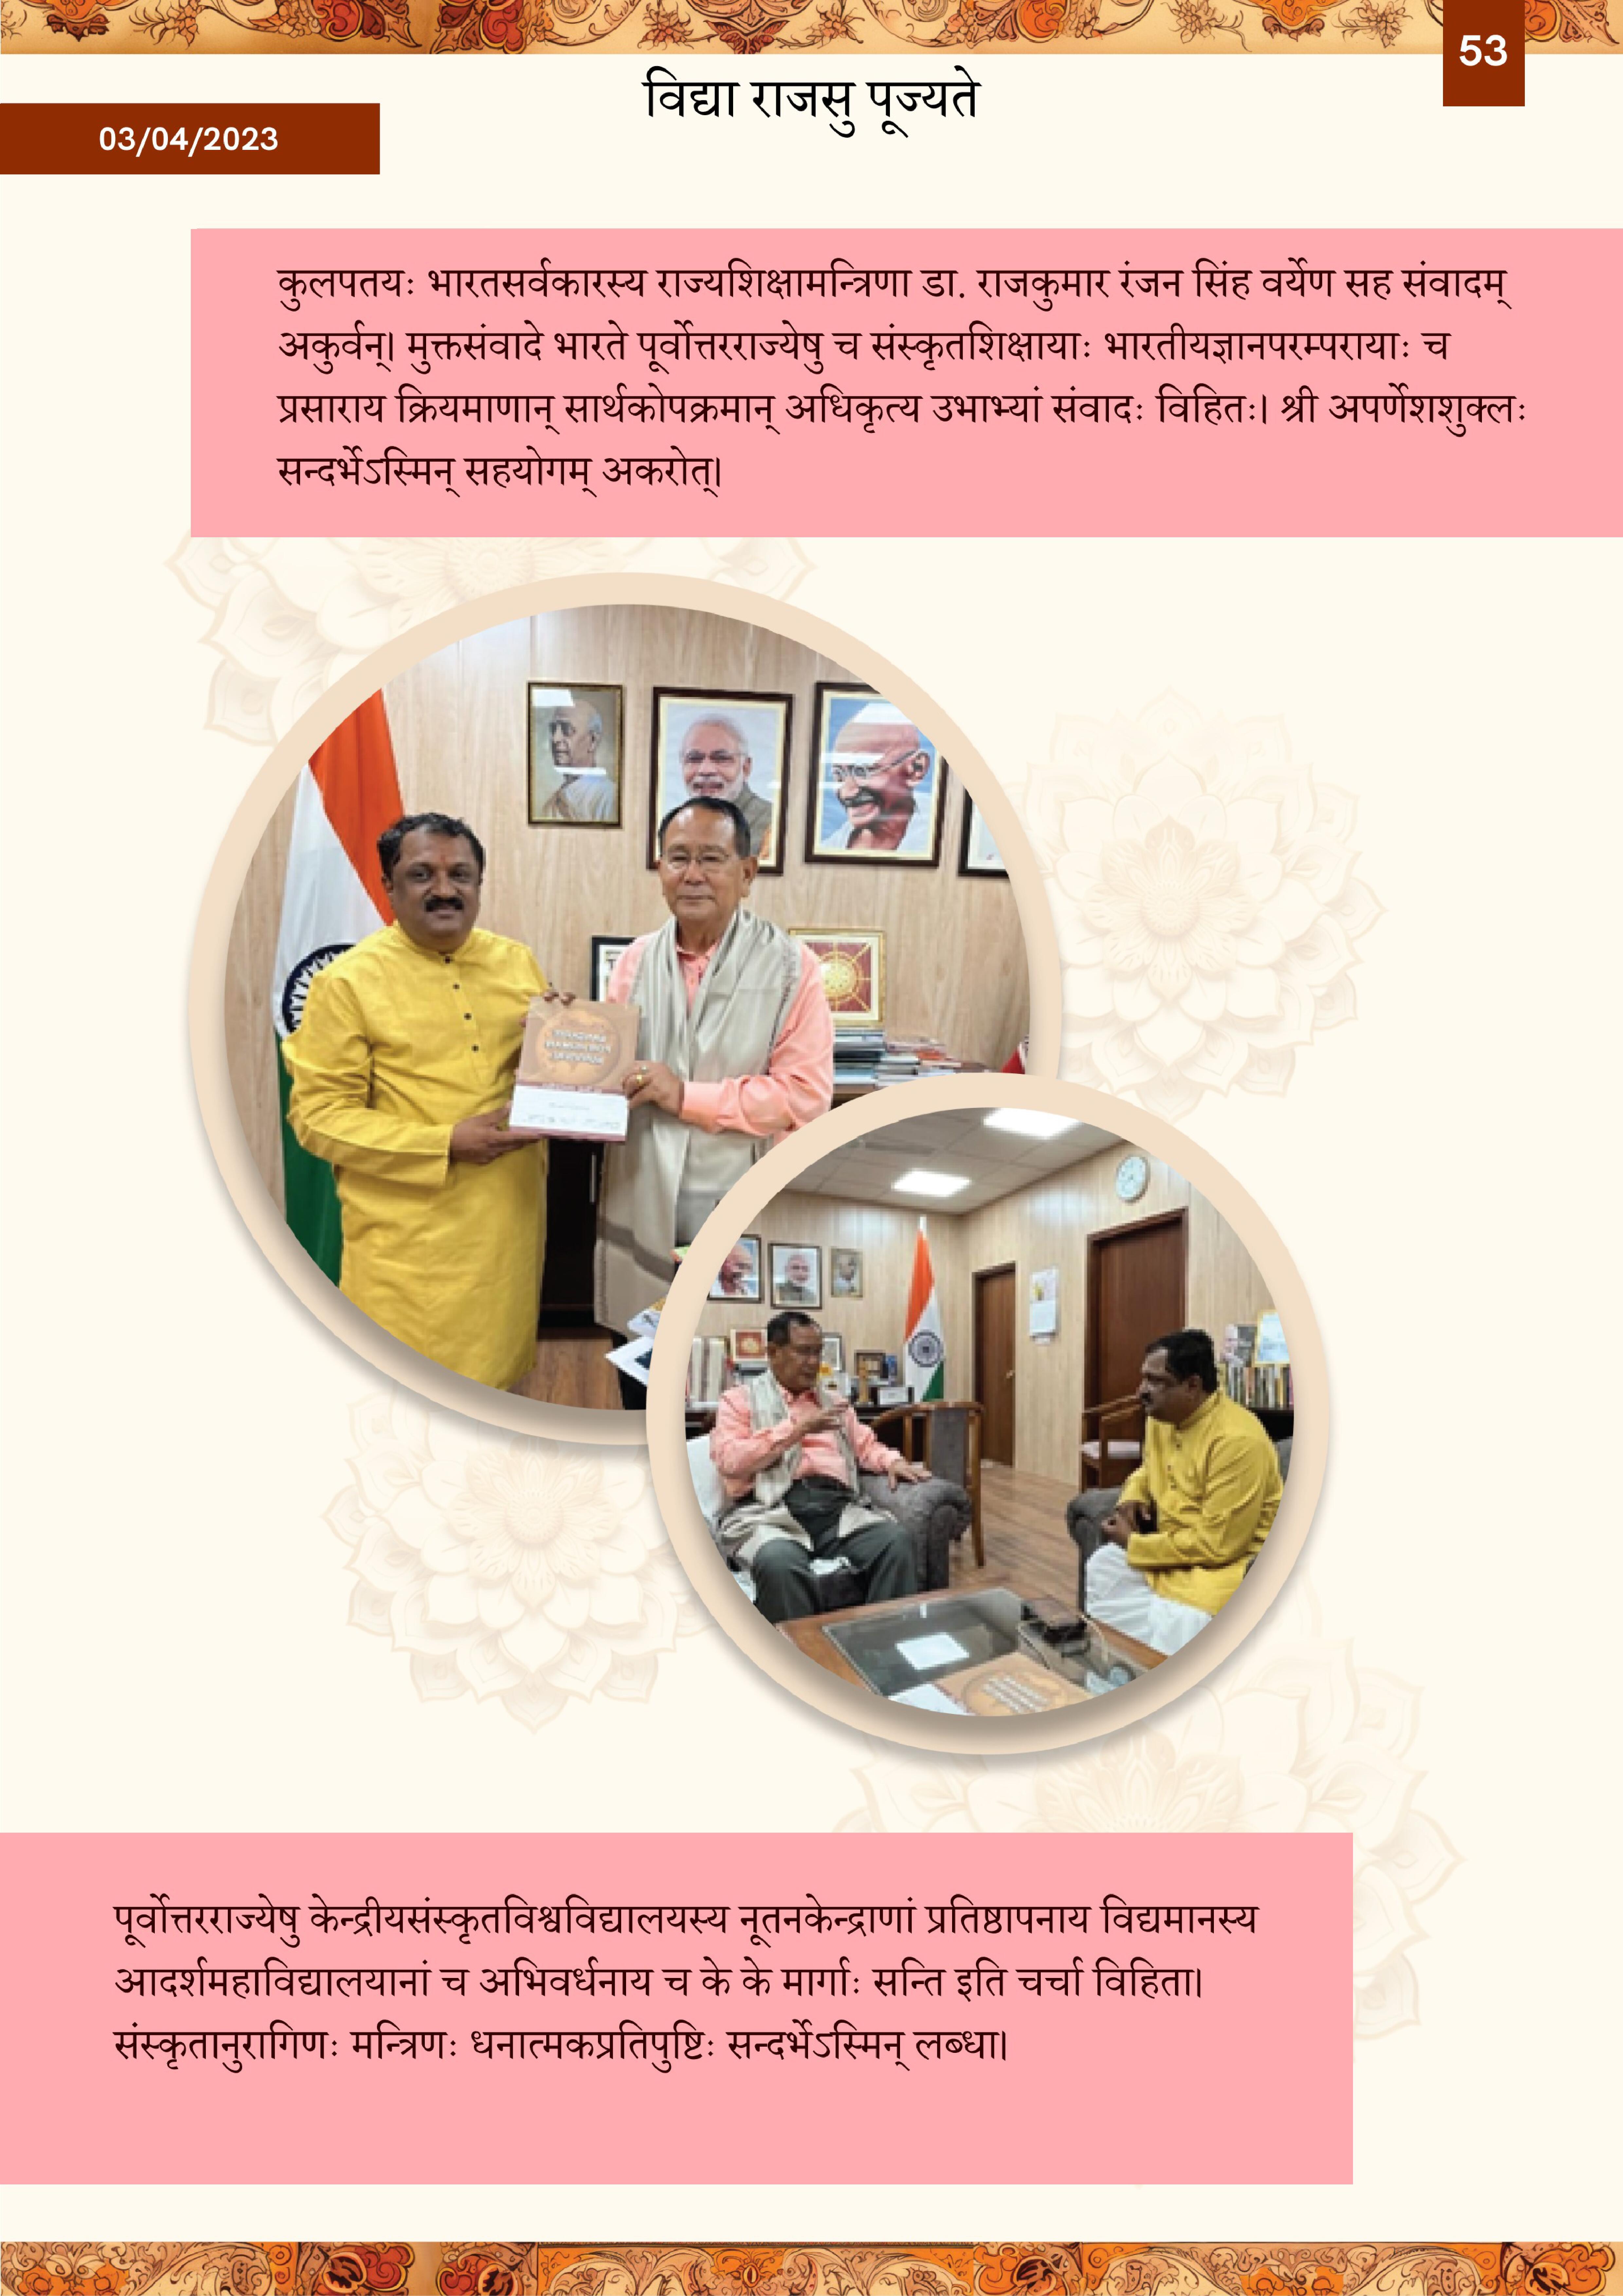 53
विद्या राजसु पूज्यते
03/04/2023
कुलपतयः भारतसर्वकारस्य राज्यशिक्षामन्त्रिणा डा. राजकुमार रंजन सिंह वर्येण सह संवादम्
अकुर्वन्। मुक्तसंवादे भारते पूर्वोत्तरराज्येषु च संस्कृतशिक्षायाः भारतीयज्ञानपरम्परायाः च
प्रसाराय क्रियमाणान् सार्थकोपक्रमान् अधिकृत्य उभाभ्यां संवादः विहितः। श्री अपर्णेशशुक्लः
सन्दर्भेऽस्मिन् सहयोगम् अकरोत्।
पूर्वोत्तरराज्येषु केन्द्रीयसंस्कृतविश्वविद्यालयस्य नूतनकेन्द्राणां प्रतिष्ठापनाय विद्यमानस्य
आदर्शमहाविद्यालयानां च अभिवर्धनाय च के के मार्गाः सन्ति इति चर्चा विहिता।
संस्कृतानुरागिणः मन्त्रिणः धनात्मकप्रतिपुष्टिः सन्दर्भेऽस्मिन् लब्धा।